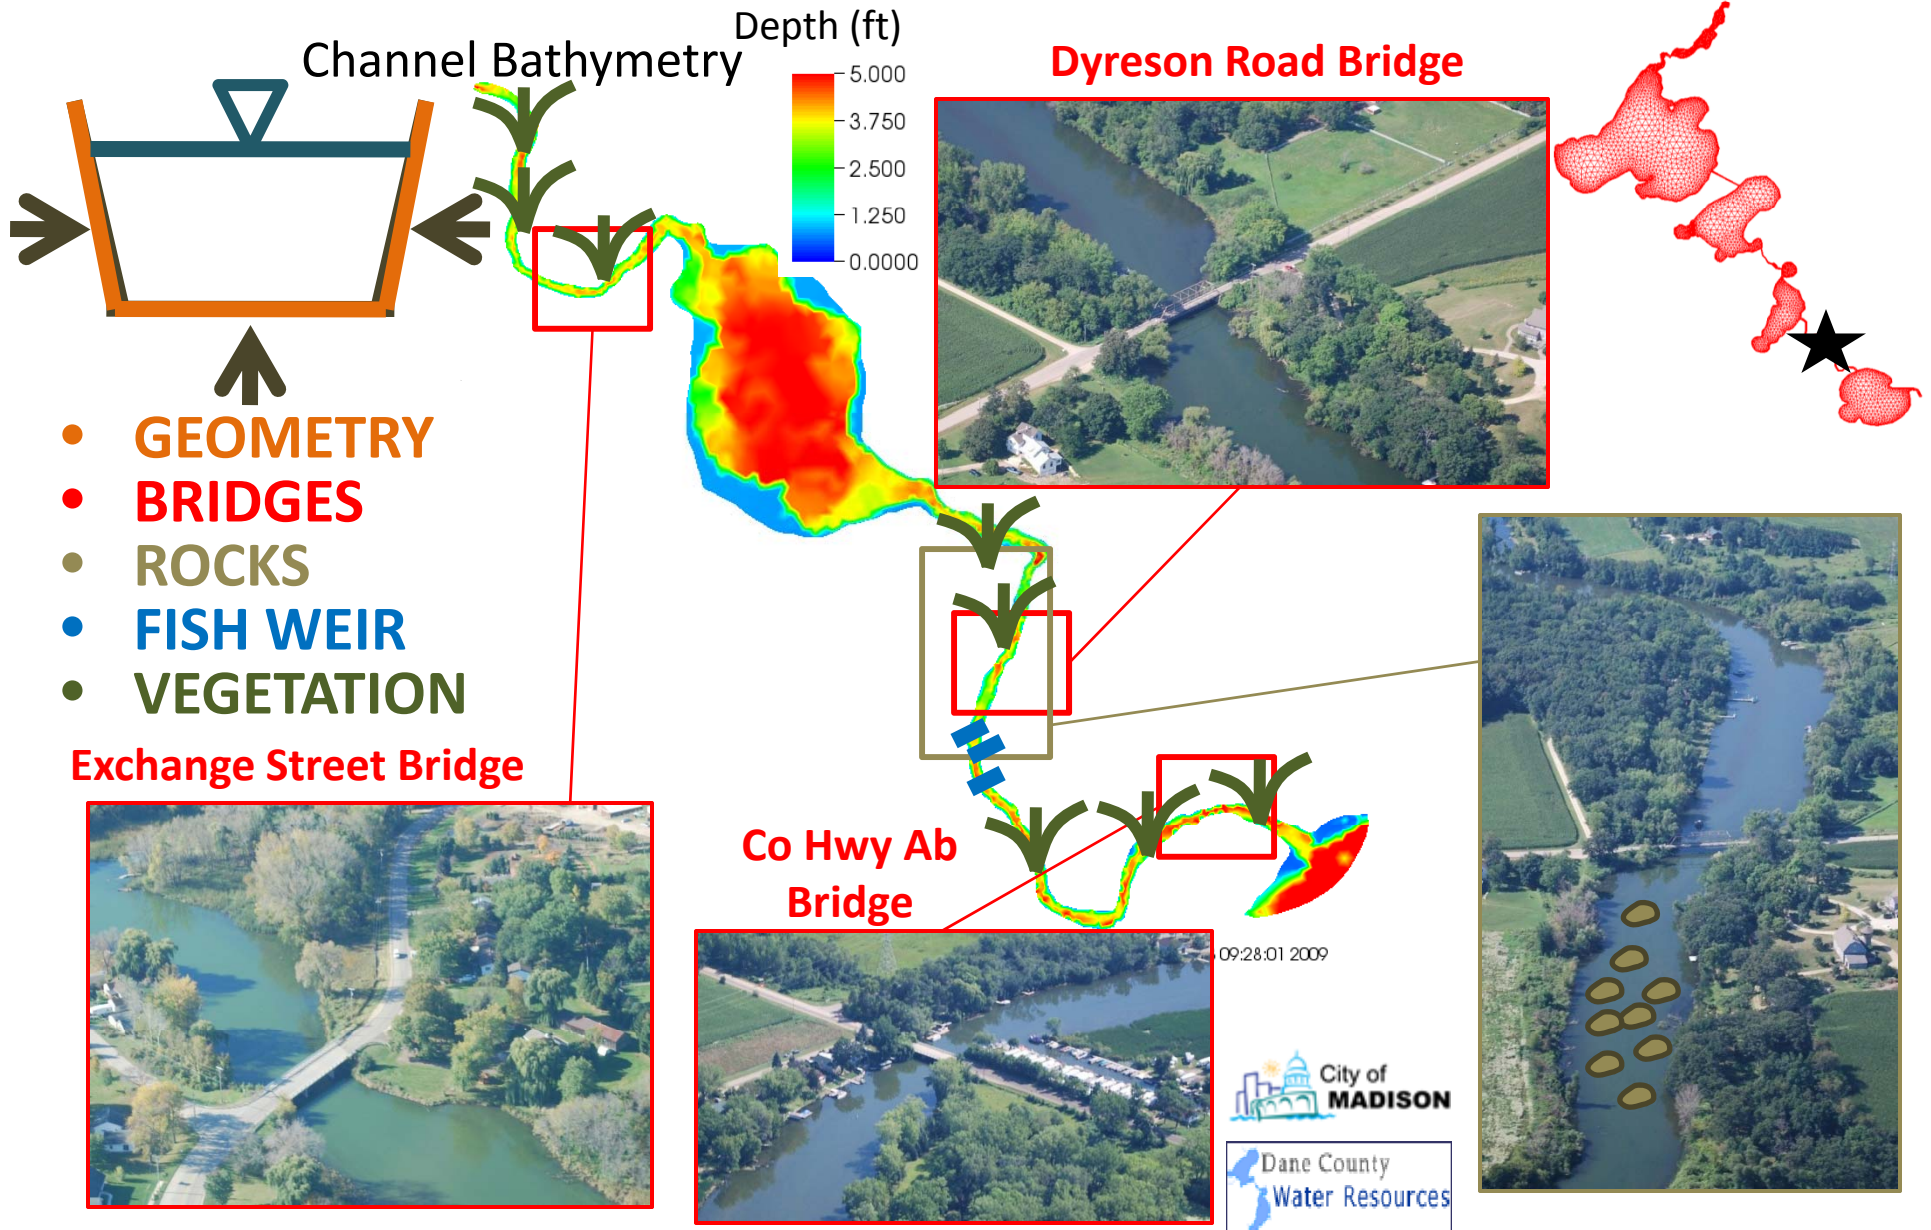 Depth (ft)
Channel Bathymetry
5.000
3.750
2.500
1.250
0.0000
Dyreson Road Bridge
• GEOMETRY
• BRIDGES
• ROCKS
• FISH WEIR
• VEGETATION
Exchange Street Bridge
Co Hwy Ab
Bridge
09:28:01 2009
City of
MADISON
Dane County
Water Resources